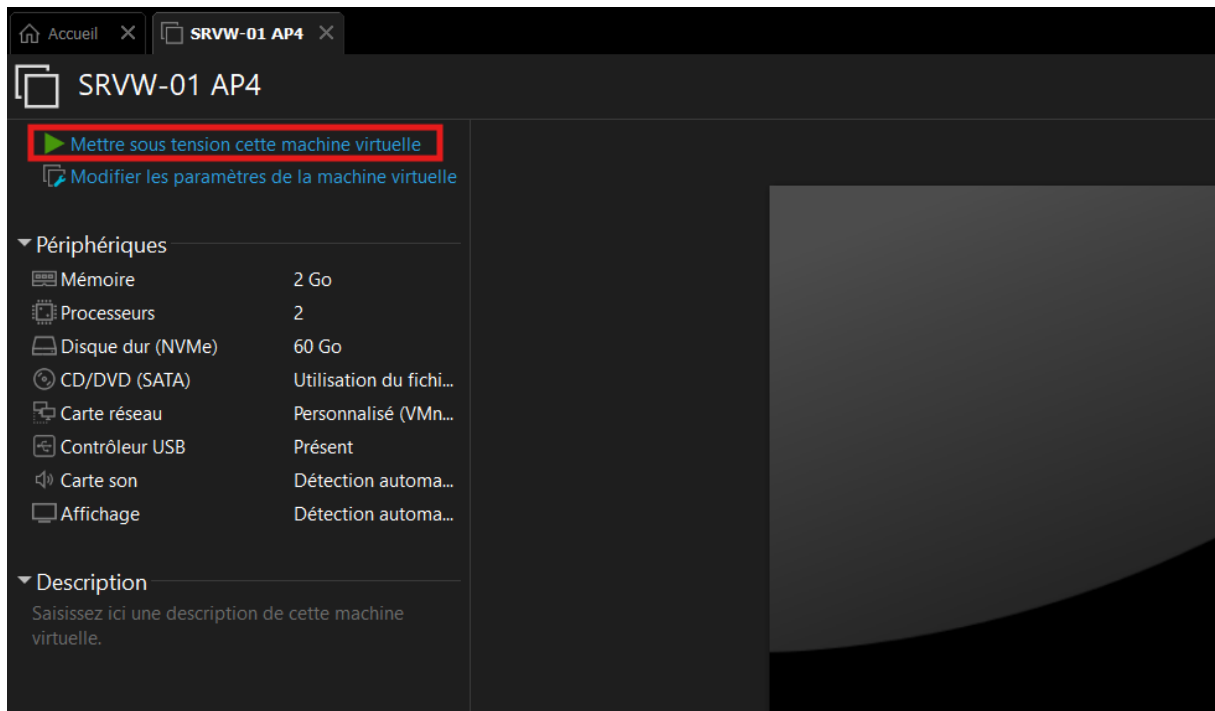 Accueil
SRVW-01 AP4
SRVW-01 AP4
Mettre sous tension cette machine virtuelle
Modifier les paramètres de la machine virtuelle
Périphériques
Mémoire 2 Go
Processeurs 2
Disque dur (NVMe) 60 Go
CD/DVD (SATA) Utilisation du fichi...
Carte réseau Personnalisé (VMn...
Contrôleur USB Présent
Carte son Détection automa...
Affichage Détection automa...
Description
Saisissez ici une description de cette machine
virtuelle.